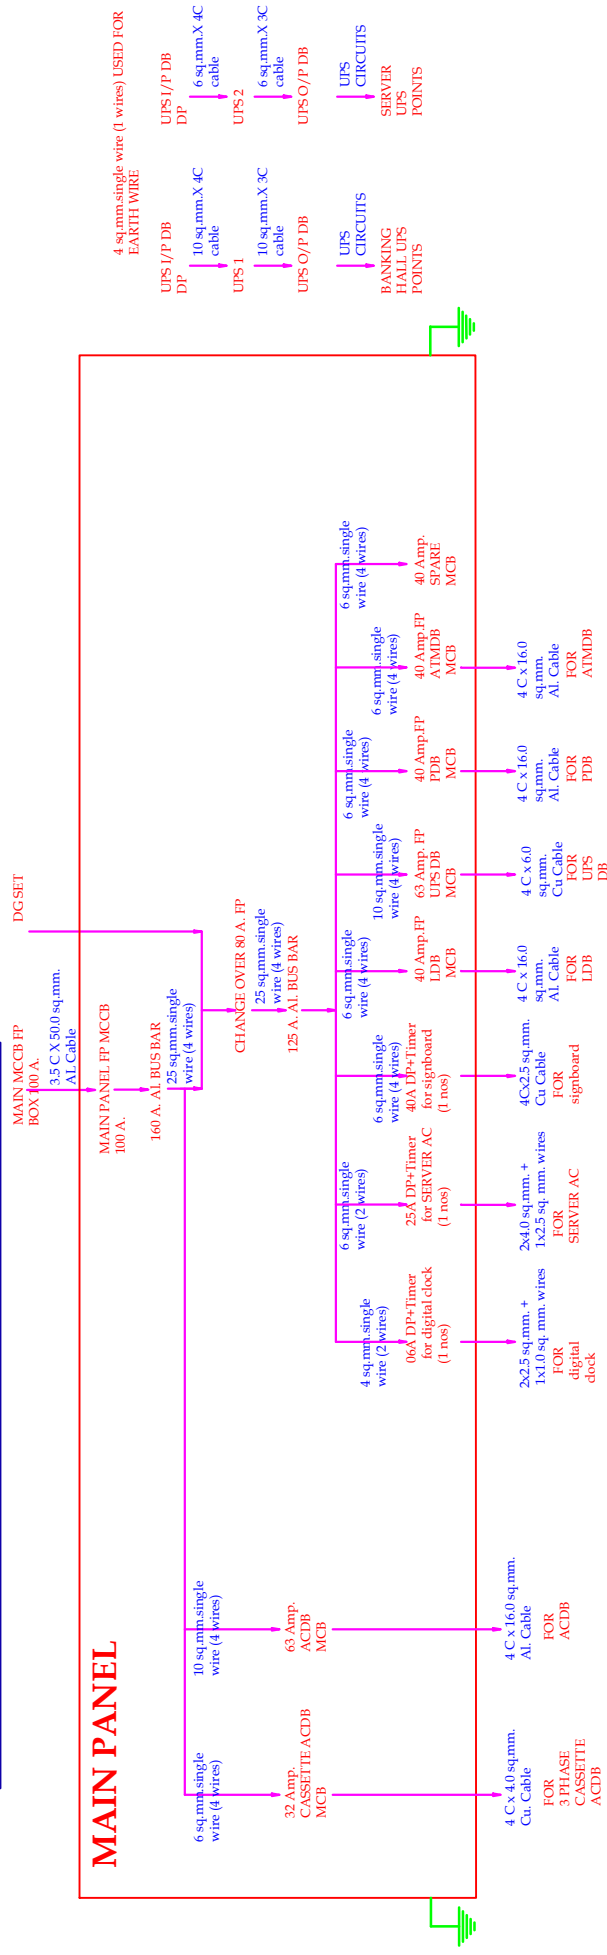 MAIN PANEL
MAIN MCCB FP
BOX 100 A.
3.5 C X 50.0 sq.mm.
AL Cable
DG SET
MAIN PANEL FP MCCB
100 A.
160 A. Al. BUS BAR
25 sq.mm.single
wire (4 wires)
CHANGE OVER 80 A. FP
25 sq.mm.single
wire (4 wires)
125 A. Al. BUS BAR
6 sq.mm.single
wire (4 wires)
32 Amp.
CASSETTE ACDB
MCB
4 C x 4.0 sq.mm.
Cu. Cable
FOR
3 PHASE
CASSETTE
ACDB
10 sq.mm.single
wire (4 wires)
63 Amp.
ACDB
MCB
4 C x 16.0 sq.mm.
Al. Cable
FOR
ACDB
4 sq.mm.single
wire (2 wires)
06A DP+Timer
for digital clock
(1 nos)
2x2.5 sq.mm. +
1x1.0 sq. mm. wires
FOR
digital
clock
6 sq.mm.single
wire (2 wires)
25A DP+Timer
for SERVER AC
(1 nos)
2x4.0 sq.mm. +
1x2.5 sq. mm. wires
FOR
SERVER AC
6 sq.mm.single
wire (4 wires)
40A DP+Timer
for signboard
(1 nos)
4Cx2.5 sq.mm.
Cu Cable
FOR
signboard
6 sq.mm.single
wire (4 wires)
40 Amp.FP
LDB
MCB
4 C x 16.0
sq.mm.
Al. Cable
FOR
LDB
10 sq.mm.single
wire (4 wires)
63 Amp. FP
UPS DB
MCB
4 C x 6.0
sq.mm.
Cu Cable
FOR
UPS
DB
6 sq.mm.single
wire (4 wires)
40 Amp.FP
PDB
MCB
4 C x 16.0
sq.mm.
Al. Cable
FOR
PDB
6 sq.mm.single
wire (4 wires)
40 Amp.FP
ATMDB
MCB
4 C x 16.0
sq.mm.
Al. Cable
FOR
ATMDB
6 sq.mm.single
wire (4 wires)
40 Amp.
SPARE
MCB
4 sq.mm.single wire (1 wires) USED FOR
EARTH WIRE
UPS I/P DB
DP
10 sq.mm.X 4C
cable
UPS 1
10 sq.mm.X 3C
cable
UPS O/P DB
UPS
CIRCUITS
BANKING
HALL UPS
POINTS
UPS I/P DB
DP
6 sq.mm.X 4C
cable
UPS 2
6 sq.mm.X 3C
cable
UPS O/P DB
UPS
CIRCUITS
SERVER
UPS
POINTS